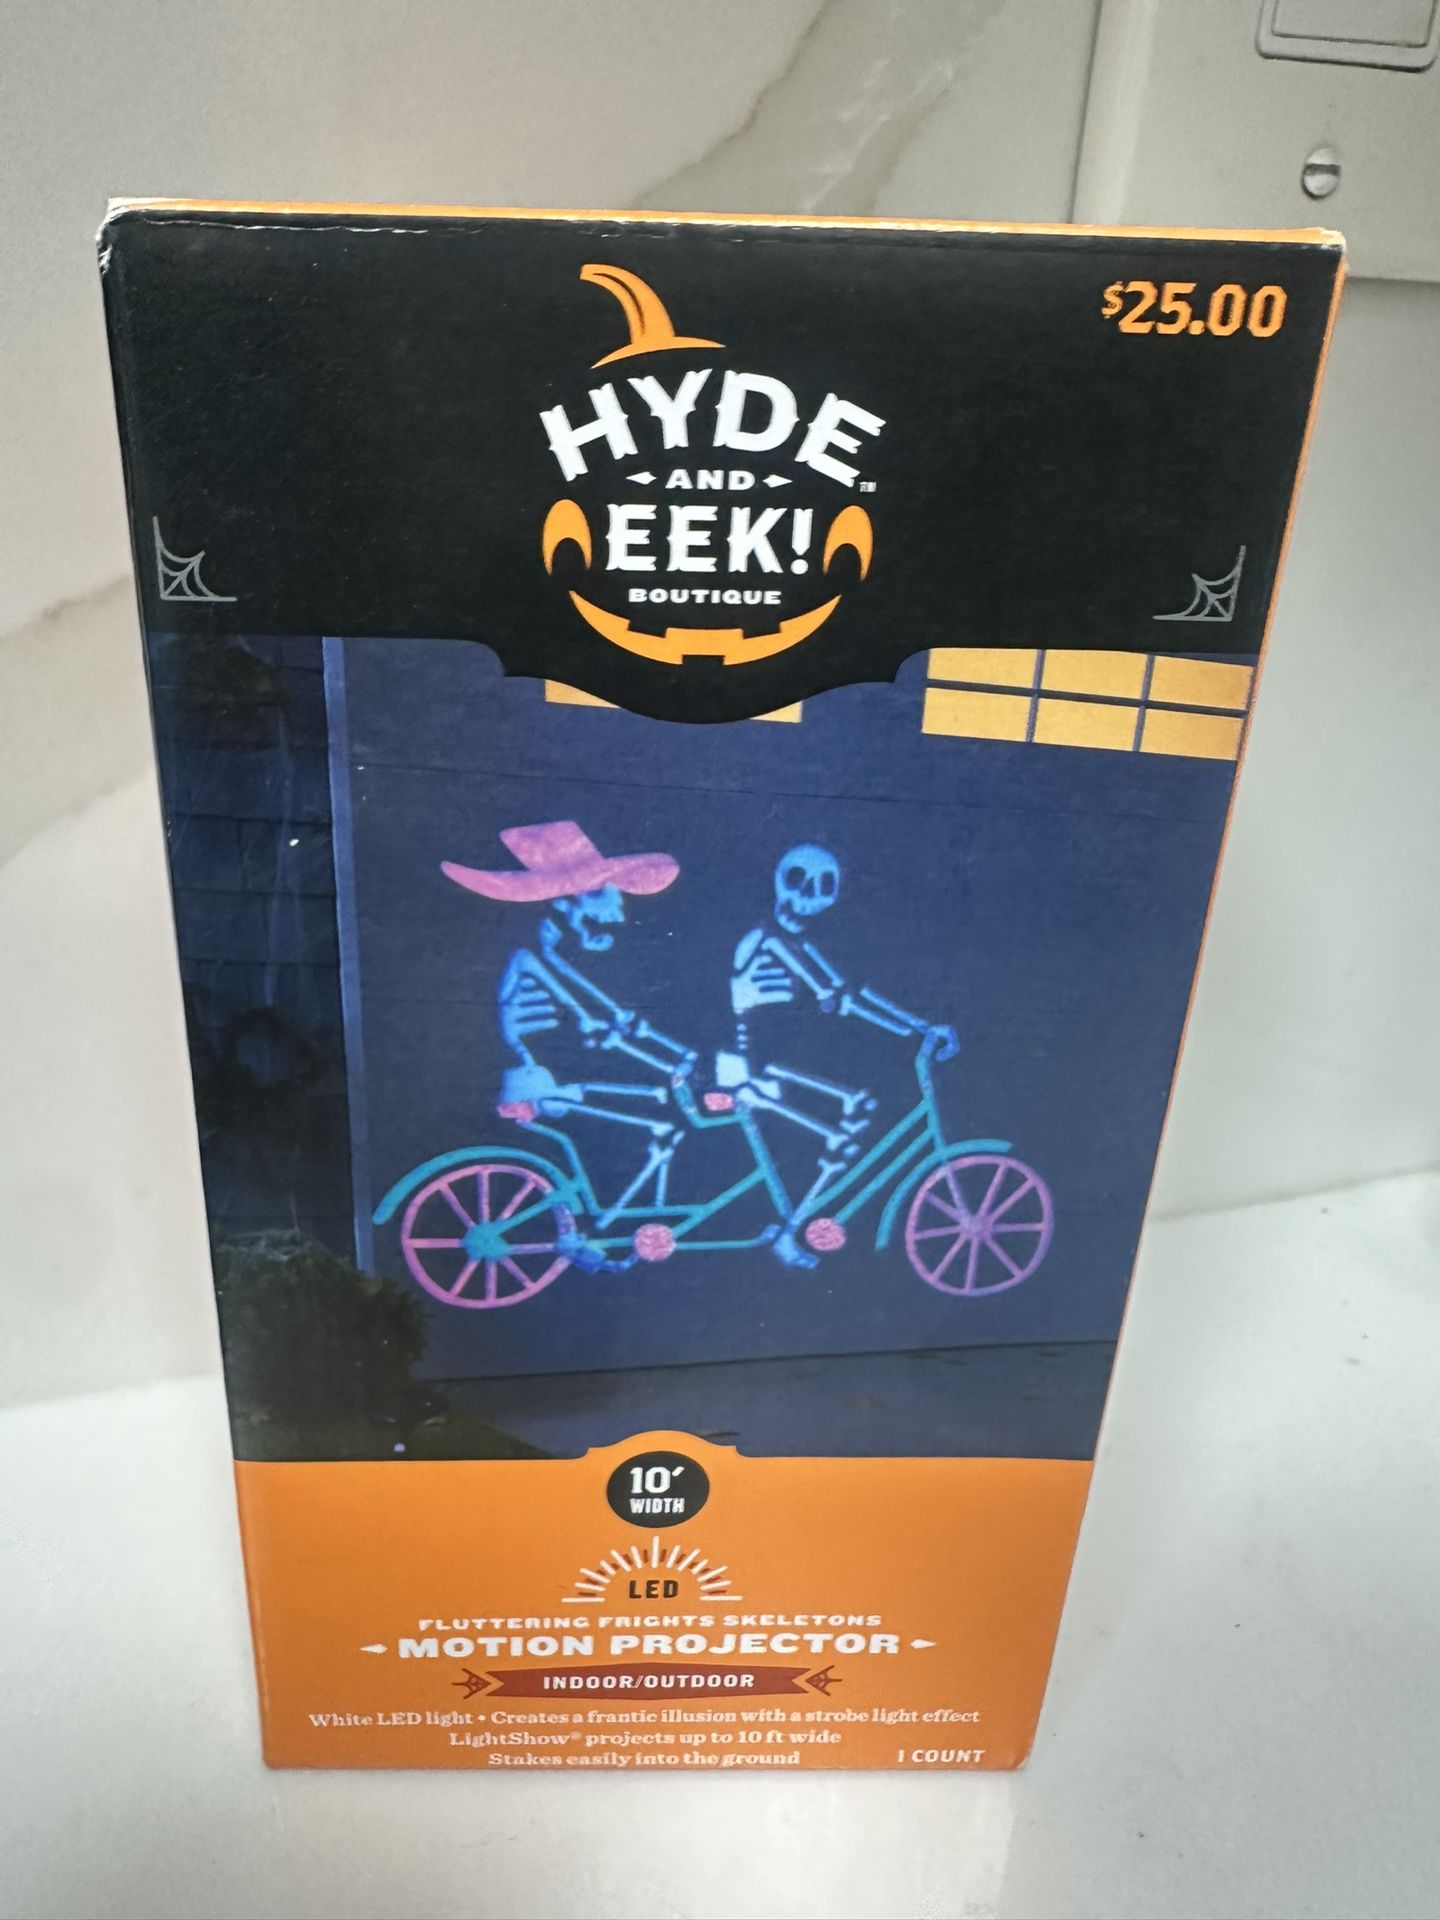 $25.00
HYDE
AND
EEK!
BOUTIQUE
10' WIDTH
LED
FLUTTERING FRIGHTS SKELETONS
MOTION PROJECTOR
INDOOR/OUTDOOR
White LED light • Creates a frantic illusion with a strobe light effect
LightShow® projects up to 10 ft wide
Stakes easily into the ground
1 COUNT